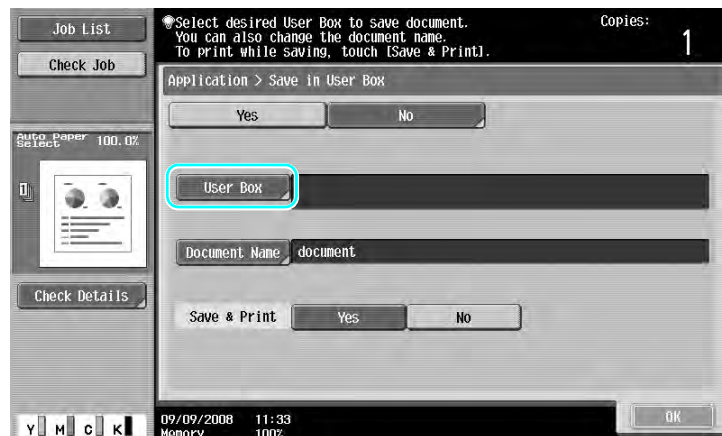 Job List
Check Job
Select desired User Box to save document.
You can also change the document name.
To print while saving, touch [Save & Print].
Copies:
1
Application > Save in User Box
Yes
No
Auto Paper Select
100.0%
1
User Box
Document Name
document
Check Details
Save & Print
Yes
No
OK
Y M C K
09/09/2008 11:33
Memory 100%